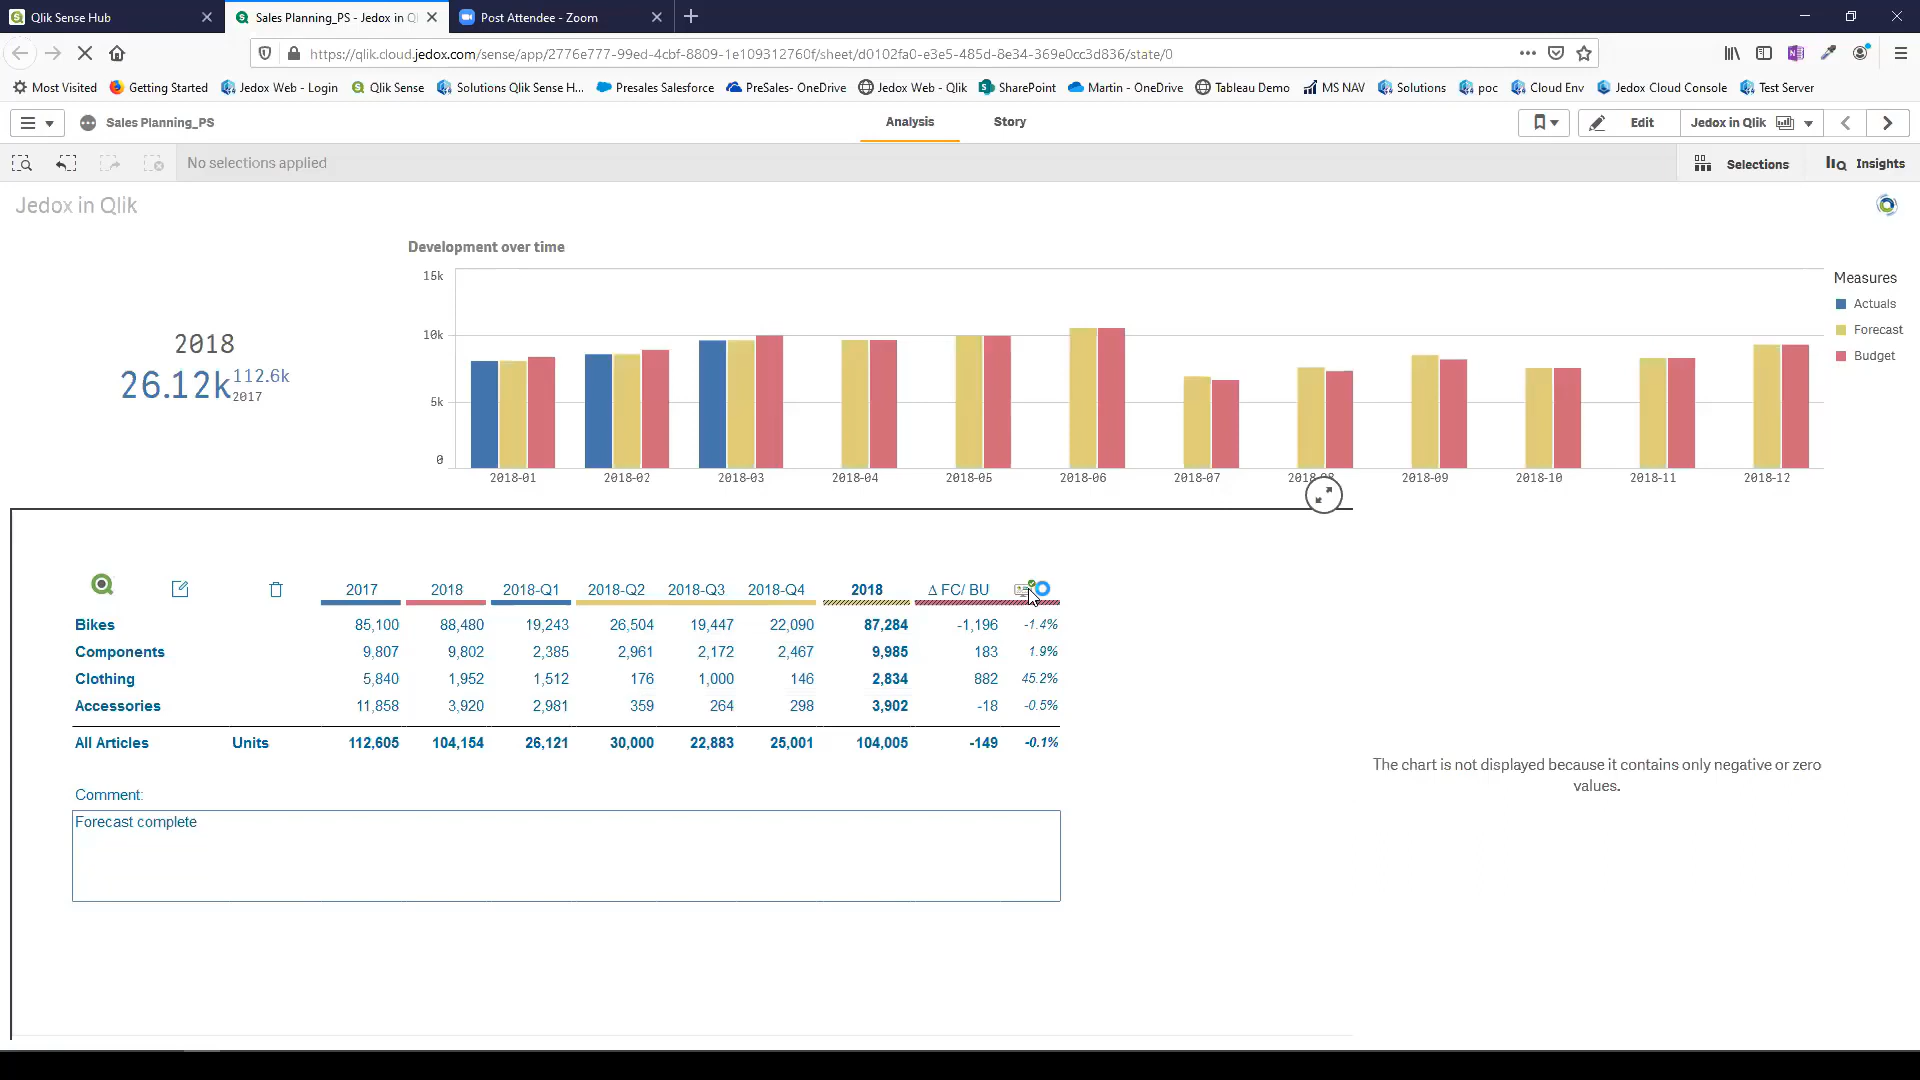 Qlik Sense Hub
Sales Planning_PS - Jedox in Ql
Post Attendee - Zoom
https://qlik.cloud.jedox.com/sense/app/2776e777-99ed-4cbf-8809-1e109312760f/sheet/d0102fa0-e3e5-485d-8e34-369e0cc3d836/state/0
Most Visited Getting Started Jedox Web - Login Qlik Sense Solutions Qlik Sense H... Presales Salesforce PreSales- OneDrive Jedox Web - Qlik SharePoint Martin - OneDrive Tableau Demo MS NAV Solutions poc Cloud Env Jedox Cloud Console Test Server
Sales Planning_PS Analysis Story Edit Jedox in Qlik
No selections applied Selections Insights
Jedox in Qlik
Development over time
15k
10k
5k
0
2018-01 2018-02 2018-03 2018-04 2018-05 2018-06 2018-07 2018-08 2018-09 2018-10 2018-11 2018-12
Measures
Actuals
Forecast
Budget
2018
26.12k 112.6k
2017
2017 2018 2018-Q1 2018-Q2 2018-Q3 2018-Q4 2018 Δ FC/ BU
Bikes 85,100 88,480 19,243 26,504 19,447 22,090 87,284 -1,196 -1.4%
Components 9,807 9,802 2,385 2,961 2,172 2,467 9,985 183 1.9%
Clothing 5,840 1,952 1,512 176 1,000 146 2,834 882 45.2%
Accessories 11,858 3,920 2,981 359 264 298 3,902 -18 -0.5%
All Articles Units 112,605 104,154 26,121 30,000 22,883 25,001 104,005 -149 -0.1%
Comment:
Forecast complete
The chart is not displayed because it contains only negative or zero
values.